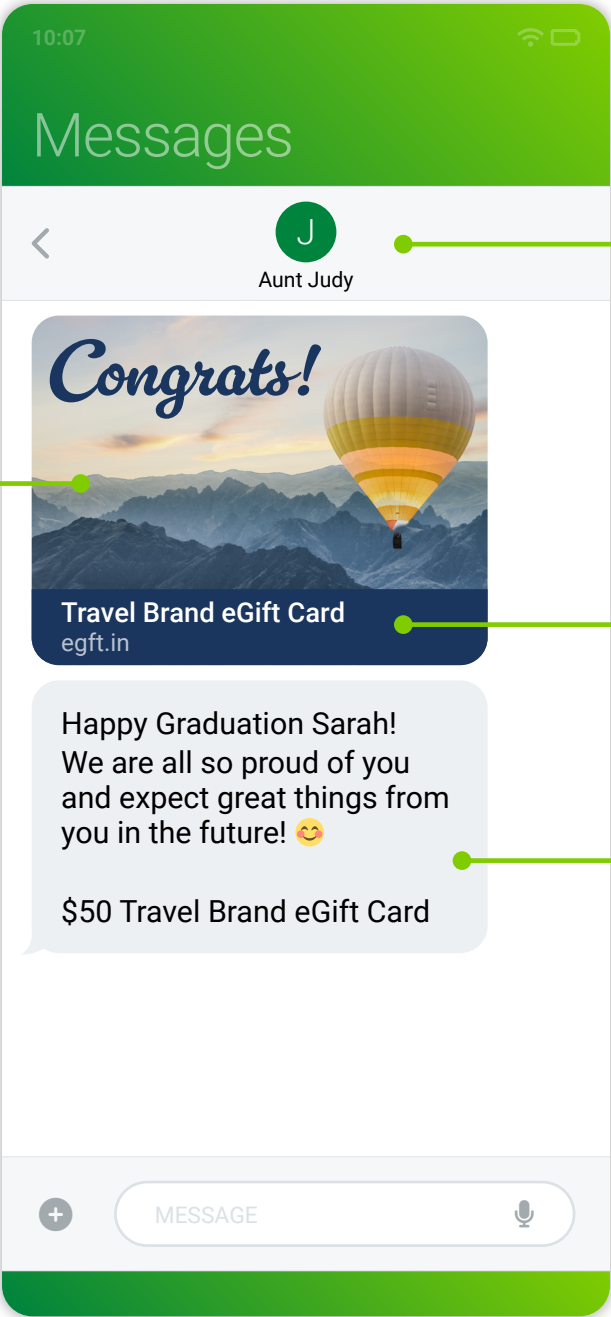 10:07
Messages
J
Aunt Judy
Congrats!
Travel Brand eGift Card
egft.in
Happy Graduation Sarah!
We are all so proud of you
and expect great things from
you in the future! 😊
$50 Travel Brand eGift Card
MESSAGE